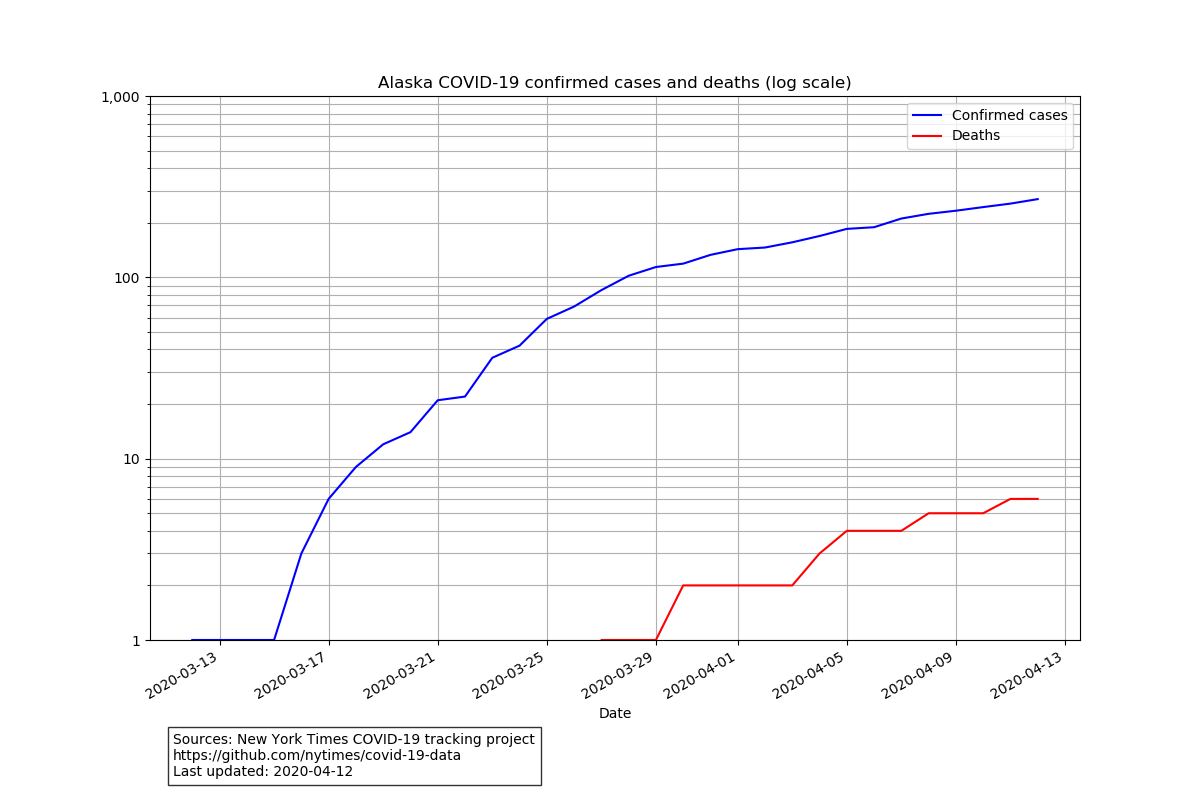 Alaska COVID-19 confirmed cases and deaths (log scale)
1,000
100
10
1
Confirmed cases
Deaths
2020-03-13
2020-03-17
2020-03-21
2020-03-25
2020-03-29
2020-04-01
2020-04-05
2020-04-09
2020-04-13
Date
Sources: New York Times COVID-19 tracking project
https://github.com/nytimes/covid-19-data
Last updated: 2020-04-12